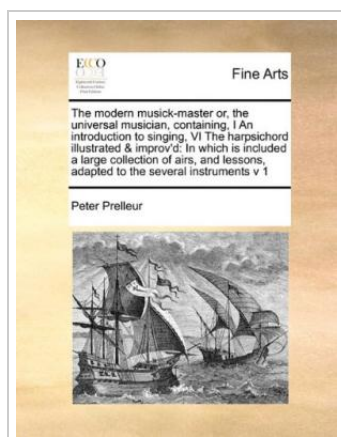 ECCO
Fine Arts
The modern musick-master or, the
universal musician, containing, I An
introduction to singing, VI The harpsichord
illustrated & improv'd: In which is included
a large collection of airs, and lessons,
adapted to the several instruments v 1
Peter Prelleur